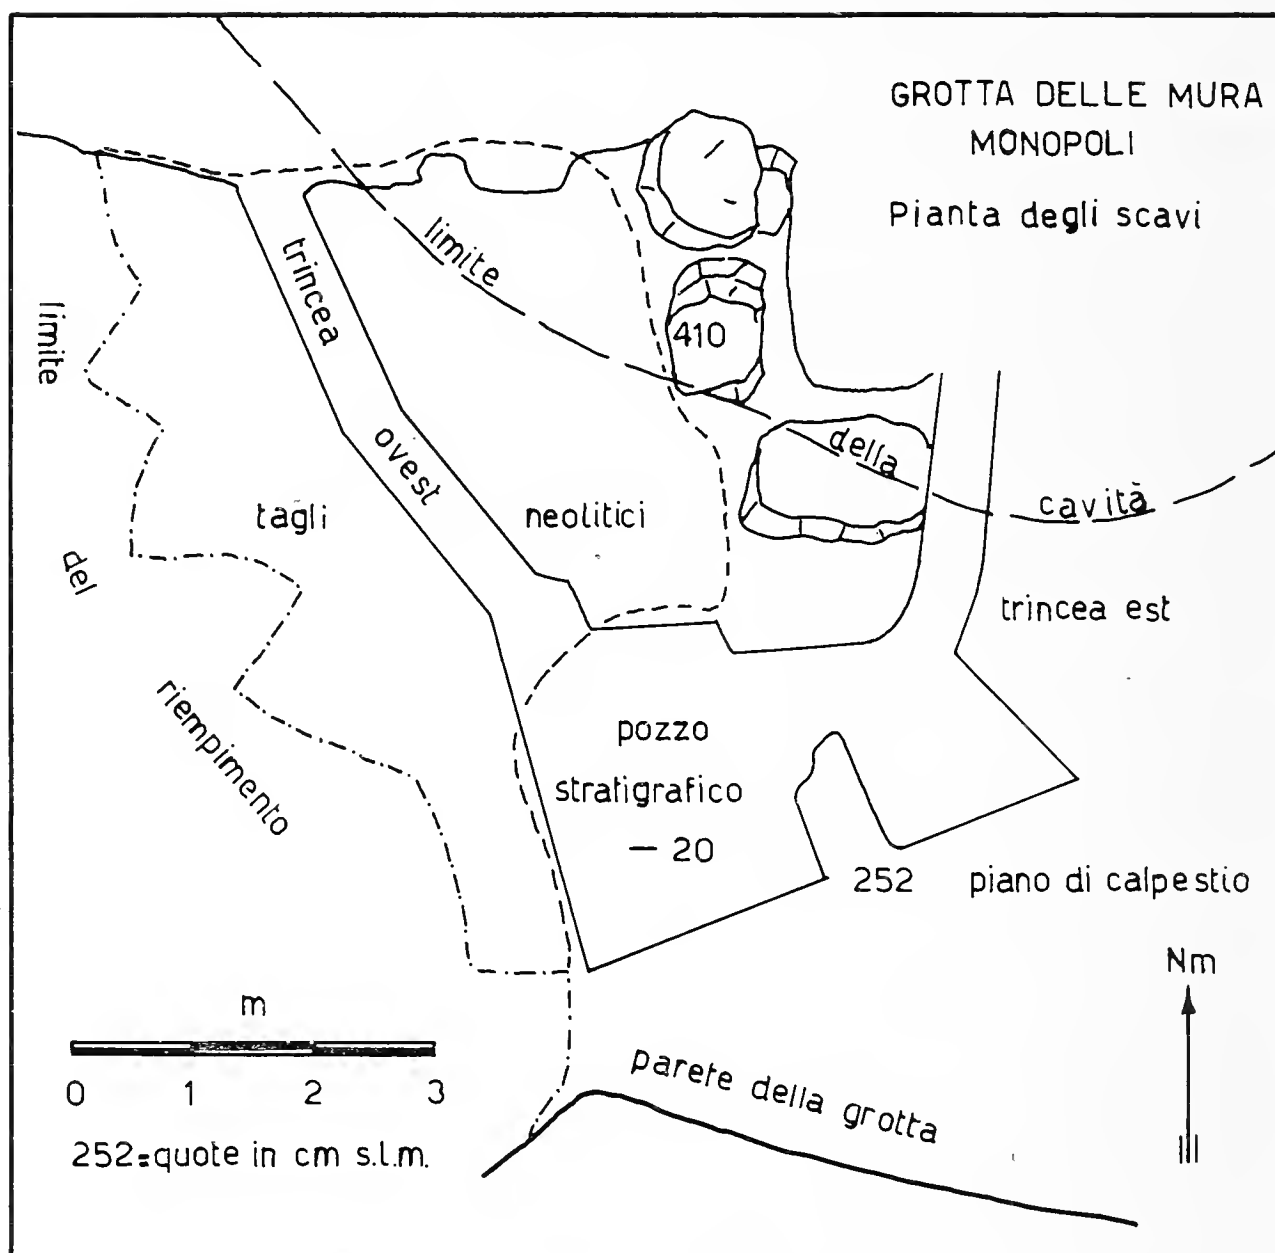 GROTTA DELLE MURA
MONOPOLI
Pianta degli scavi
limite della cavità
trincea ovest
410
limite del riempimento
tagli neolitici
trincea est
pozzo
stratigrafico
— 20
252 piano di calpestio
Nm
m
0 1 2 3
252=quote in cm s.l.m.
parete della grotta